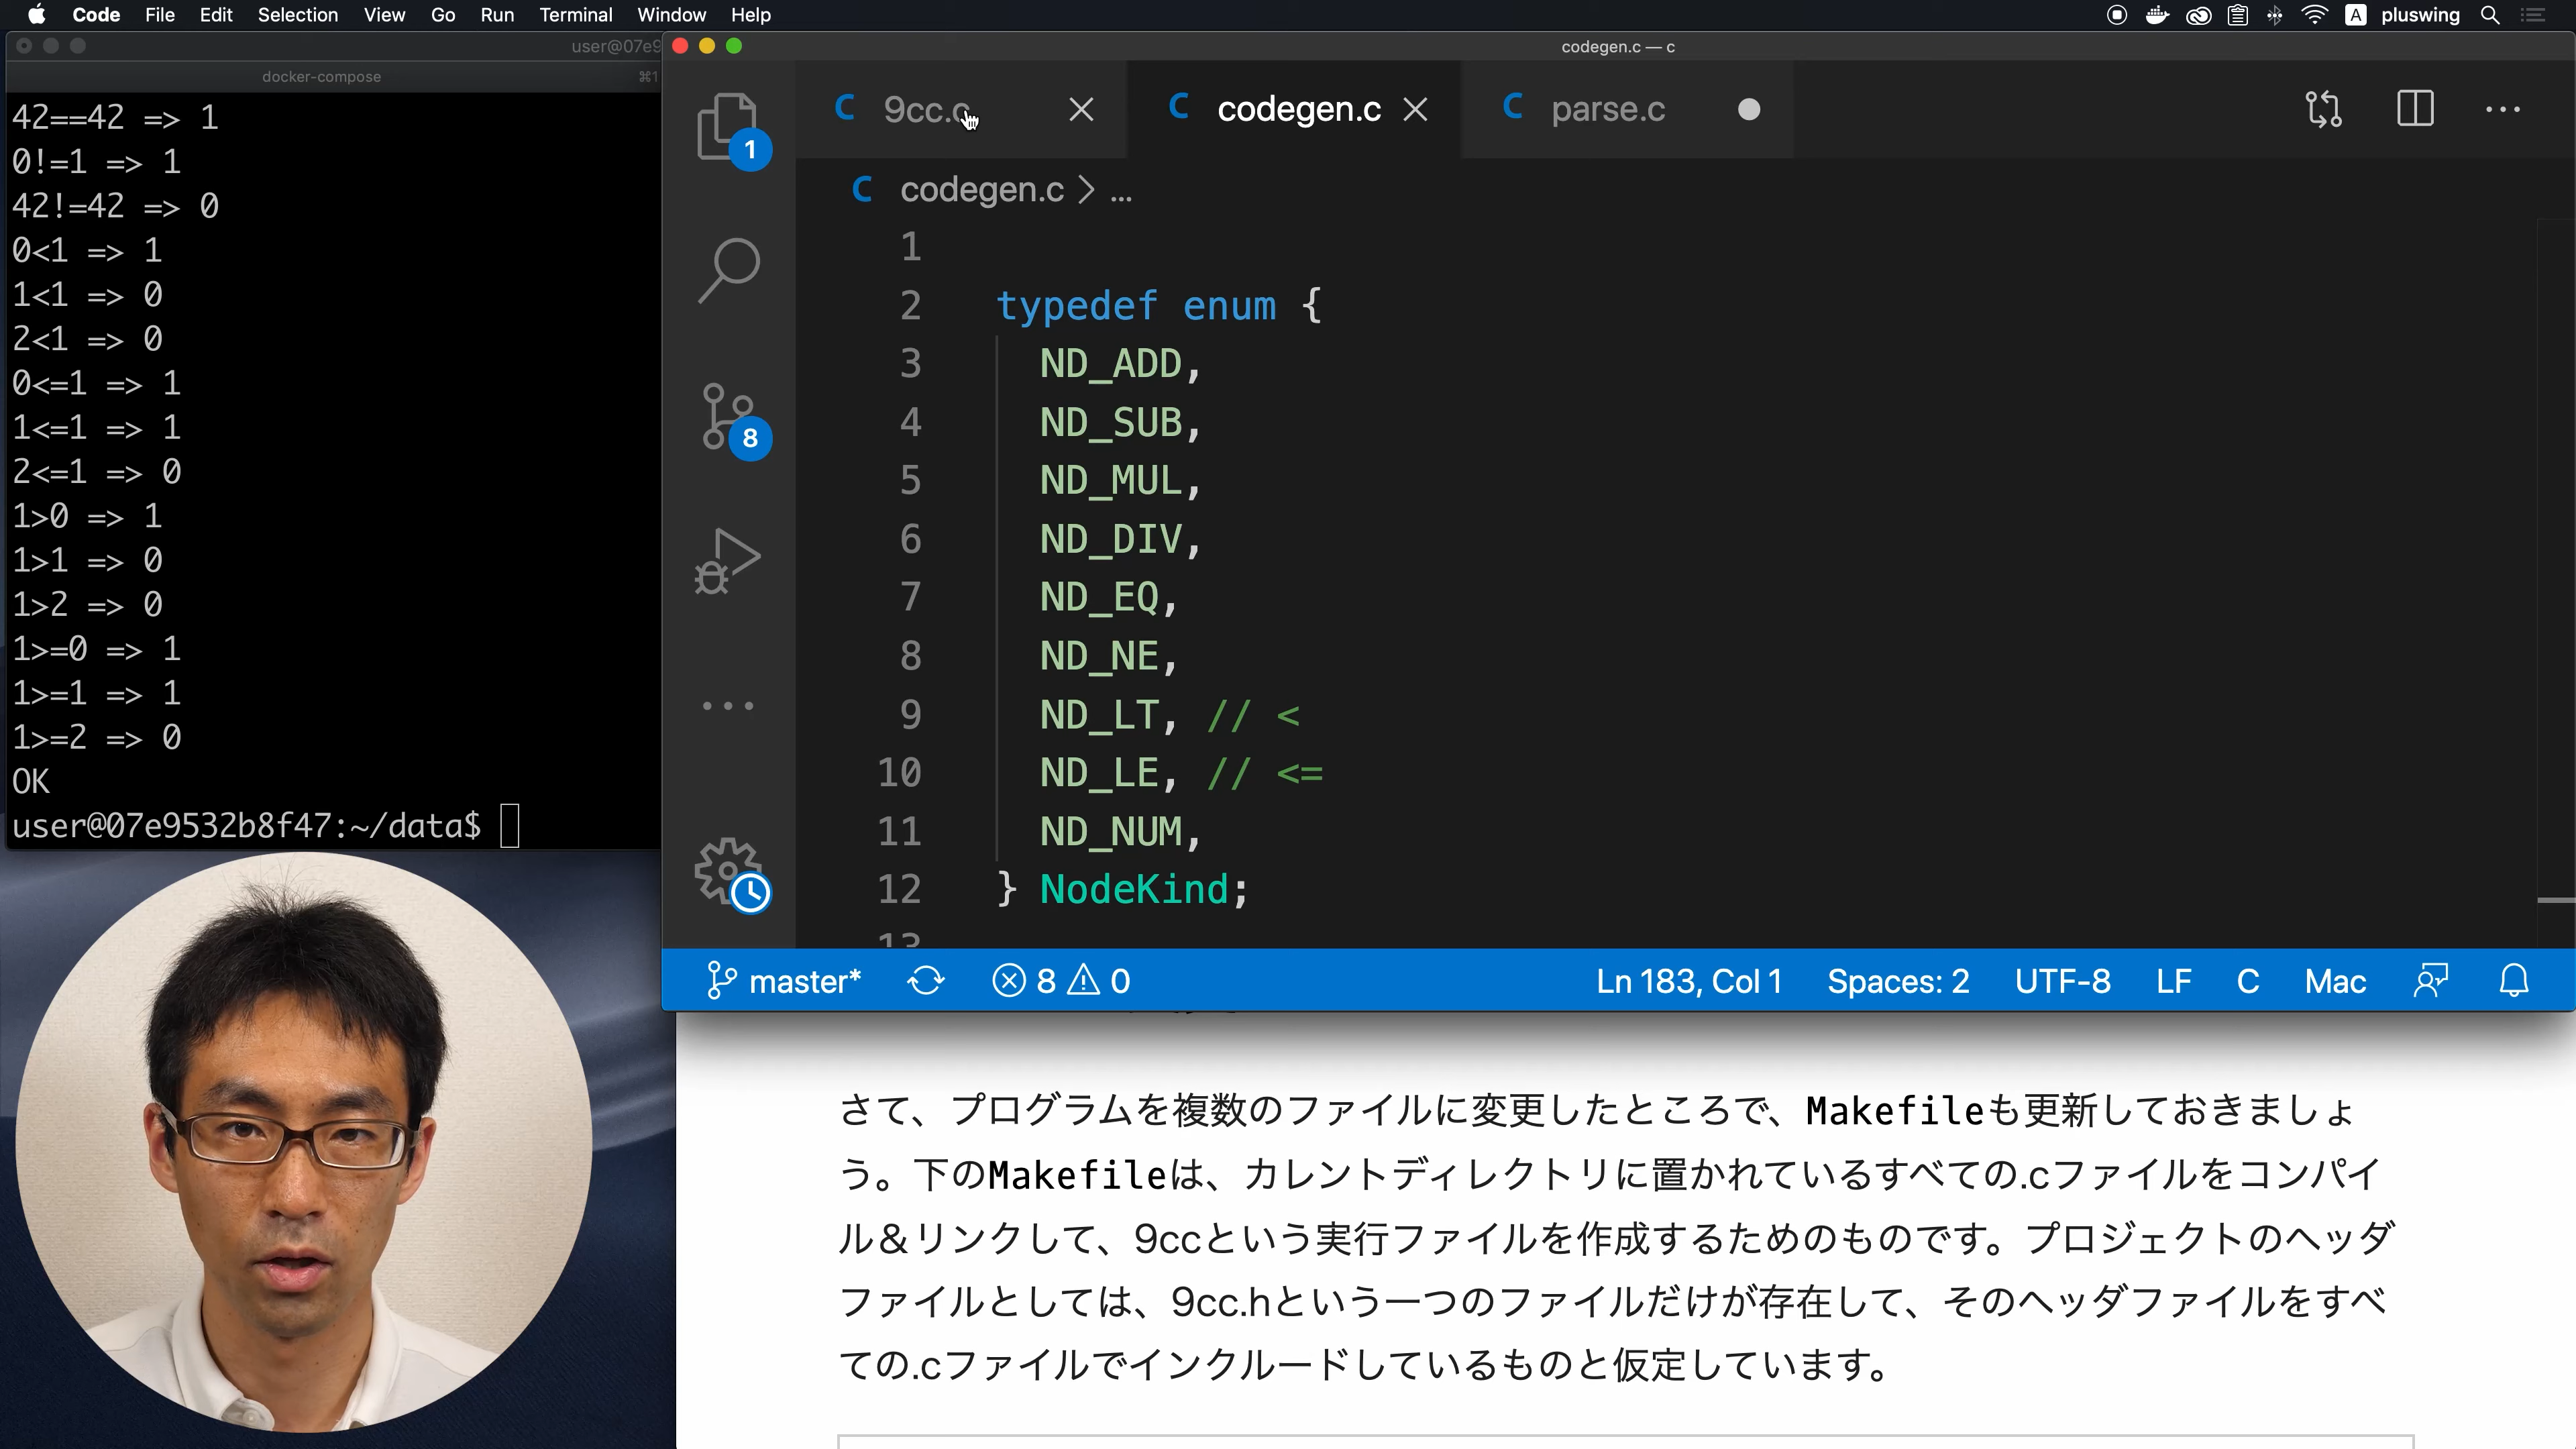 Code File Edit Selection View Go Run Terminal Window Help
A pluswing
user@07e9
docker-compose ⌘1
42==42 => 1
0!=1 => 1
42!=42 => 0
0<1 => 1
1<1 => 0
2<1 => 0
0<=1 => 1
1<=1 => 1
2<=1 => 0
1>0 => 1
1>1 => 0
1>2 => 0
1>=0 => 1
1>=1 => 1
1>=2 => 0
OK
user@07e9532b8f47:~/data$
codegen.c — c
C 9cc.c C codegen.c C parse.c
1
8
C codegen.c > ...
1
2 typedef enum {
3 ND_ADD,
4 ND_SUB,
5 ND_MUL,
6 ND_DIV,
7 ND_EQ,
8 ND_NE,
9 ND_LT, // <
10 ND_LE, // <=
11 ND_NUM,
12 } NodeKind;
13
master* 8 0 Ln 183, Col 1 Spaces: 2 UTF-8 LF C Mac
さて、プログラムを複数のファイルに変更したところで、Makefileも更新しておきましょ
う。下のMakefileは、カレントディレクトリに置かれているすべての.cファイルをコンパイ
ル＆リンクして、9ccという実行ファイルを作成するためのものです。プロジェクトのヘッダ
ファイルとしては、9cc.hという一つのファイルだけが存在して、そのヘッダファイルをすべ
ての.cファイルでインクルードしているものと仮定しています。